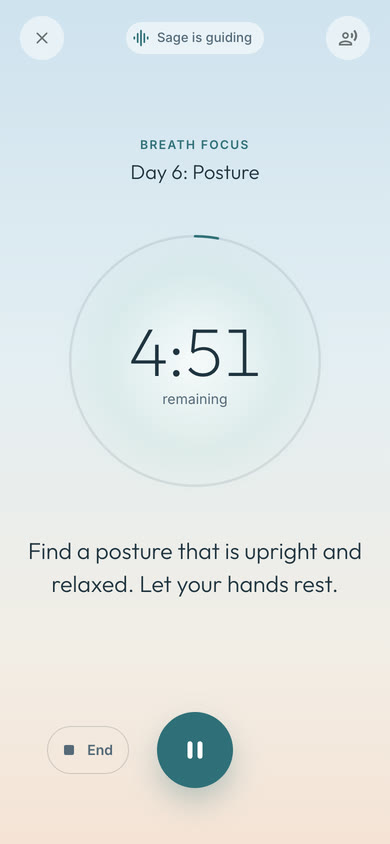 Sage is guiding
BREATH FOCUS
Day 6: Posture
4:51
remaining
Find a posture that is upright and
relaxed. Let your hands rest.
End